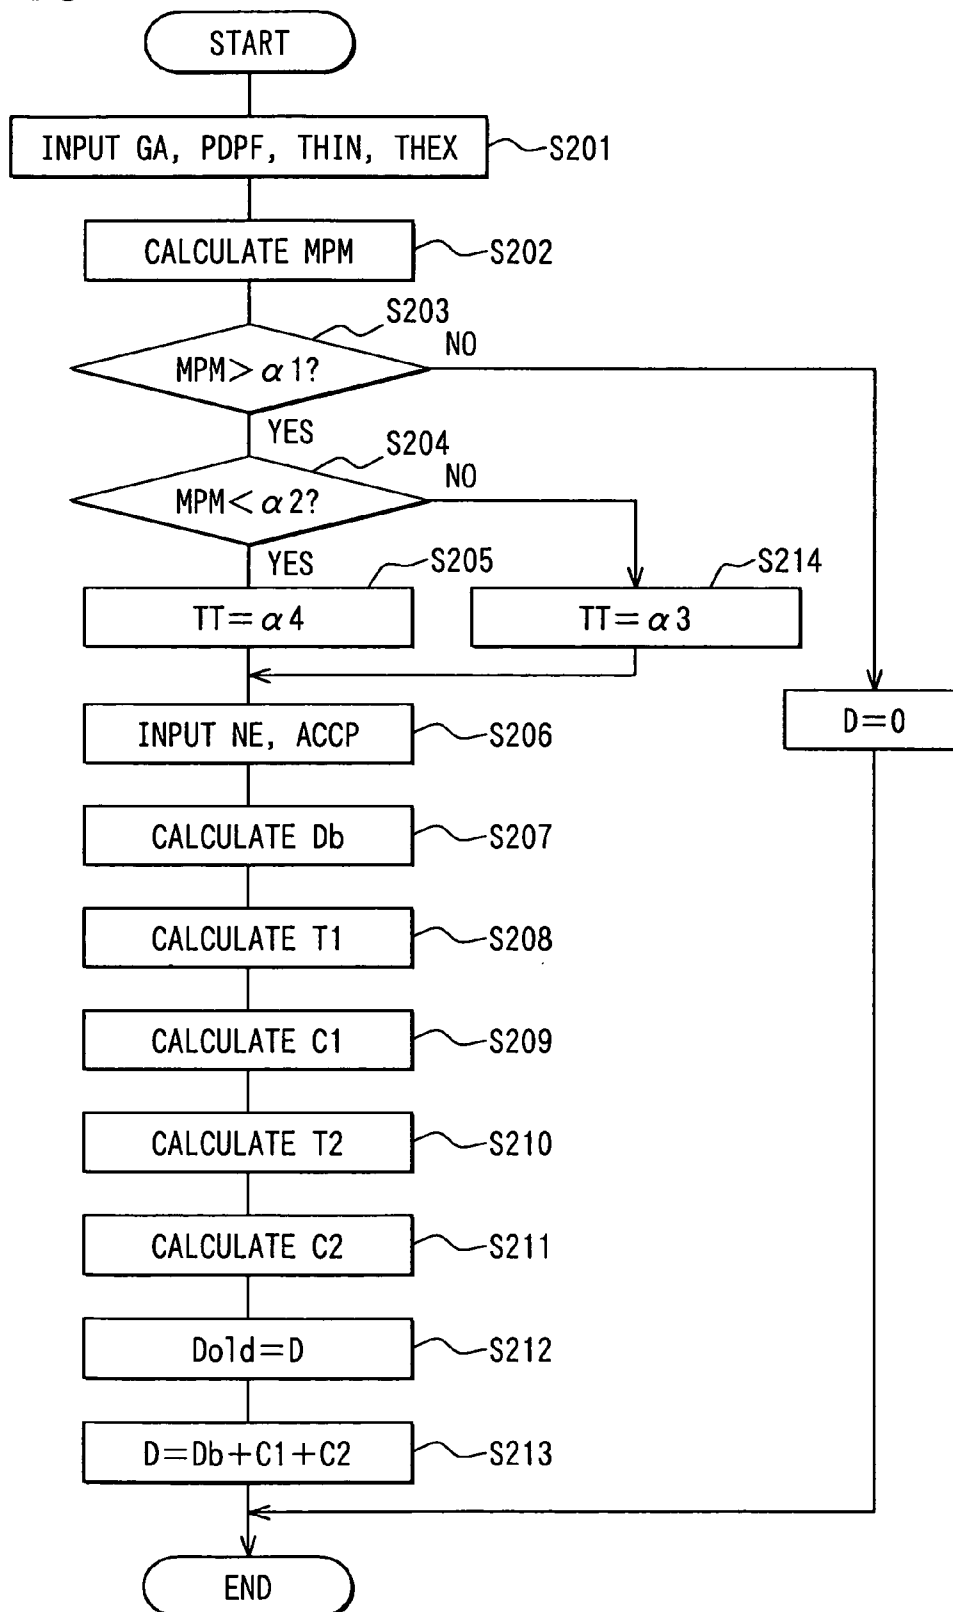 START
INPUT GA, PDPF, THIN, THEX
S201
CALCULATE MPM
S202
S203
MPM>α1?
NO
YES
S204
MPM<α2?
NO
YES
S205
TT=α4
S214
TT=α3
D=0
INPUT NE, ACCP
S206
CALCULATE Db
S207
CALCULATE T1
S208
CALCULATE C1
S209
CALCULATE T2
S210
CALCULATE C2
S211
Dold=D
S212
D=Db+C1+C2
S213
END